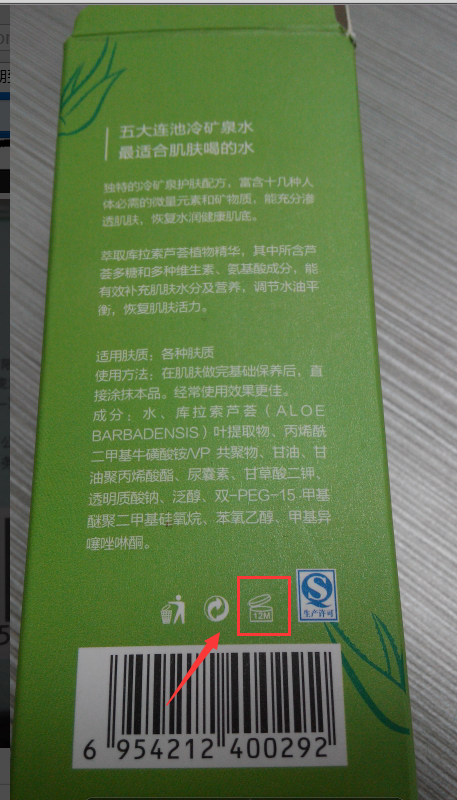 五大连池冷矿泉水
最适合肌肤喝的水
独特的冷矿泉护肤配方，富含十几种人
体必需的微量元素和矿物质，能充分渗
透肌肤，恢复水润健康肌底。
萃取库拉索芦荟植物精华，其中所含芦
荟多糖和多种维生素、氨基酸成分，能
有效补充肌肤水分及营养，调节水油平
衡，恢复肌肤活力。
适用肤质：各种肤质
使用方法：在肌肤做完基础保养后，直
接涂抹本品。经常使用效果更佳。
成分：水、库拉索芦荟（ALOE
BARBADENSIS）叶提取物、丙烯酰
二甲基牛磺酸铵/VP 共聚物、甘油、甘
油聚丙烯酸酯、尿囊素、甘草酸二钾、
透明质酸钠、泛醇、双-PEG-15-甲基
醚聚二甲基硅氧烷、苯氧乙醇、甲基异
噻唑啉酮。
12M
生产许可
6 954212 400292